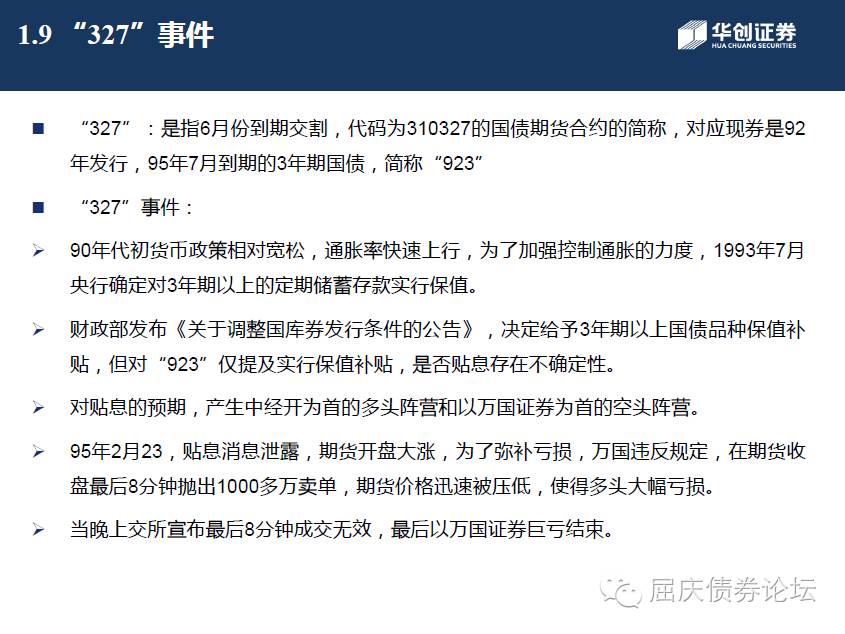 1.9 “327”事件
华创证券
HUA CHUANG SECURITIES
“327”：是指6月份到期交割，代码为310327的国债期货合约的简称，对应现券是92
年发行，95年7月到期的3年期国债，简称“923”
“327”事件：
90年代初货币政策相对宽松，通胀率快速上行，为了加强控制通胀的力度，1993年7月
央行确定对3年期以上的定期储蓄存款实行保值。
财政部发布《关于调整国库券发行条件的公告》，决定给予3年期以上国债品种保值补
贴，但对“923”仅提及实行保值补贴，是否贴息存在不确定性。
对贴息的预期，产生中经开为首的多头阵营和以万国证券为首的空头阵营。
95年2月23，贴息消息泄露，期货开盘大涨，为了弥补亏损，万国违反规定，在期货收
盘最后8分钟抛出1000多万卖单，期货价格迅速被压低，使得多头大幅亏损。
当晚上交所宣布最后8分钟成交无效，最后以万国证券巨亏结束。
屈庆债券论坛